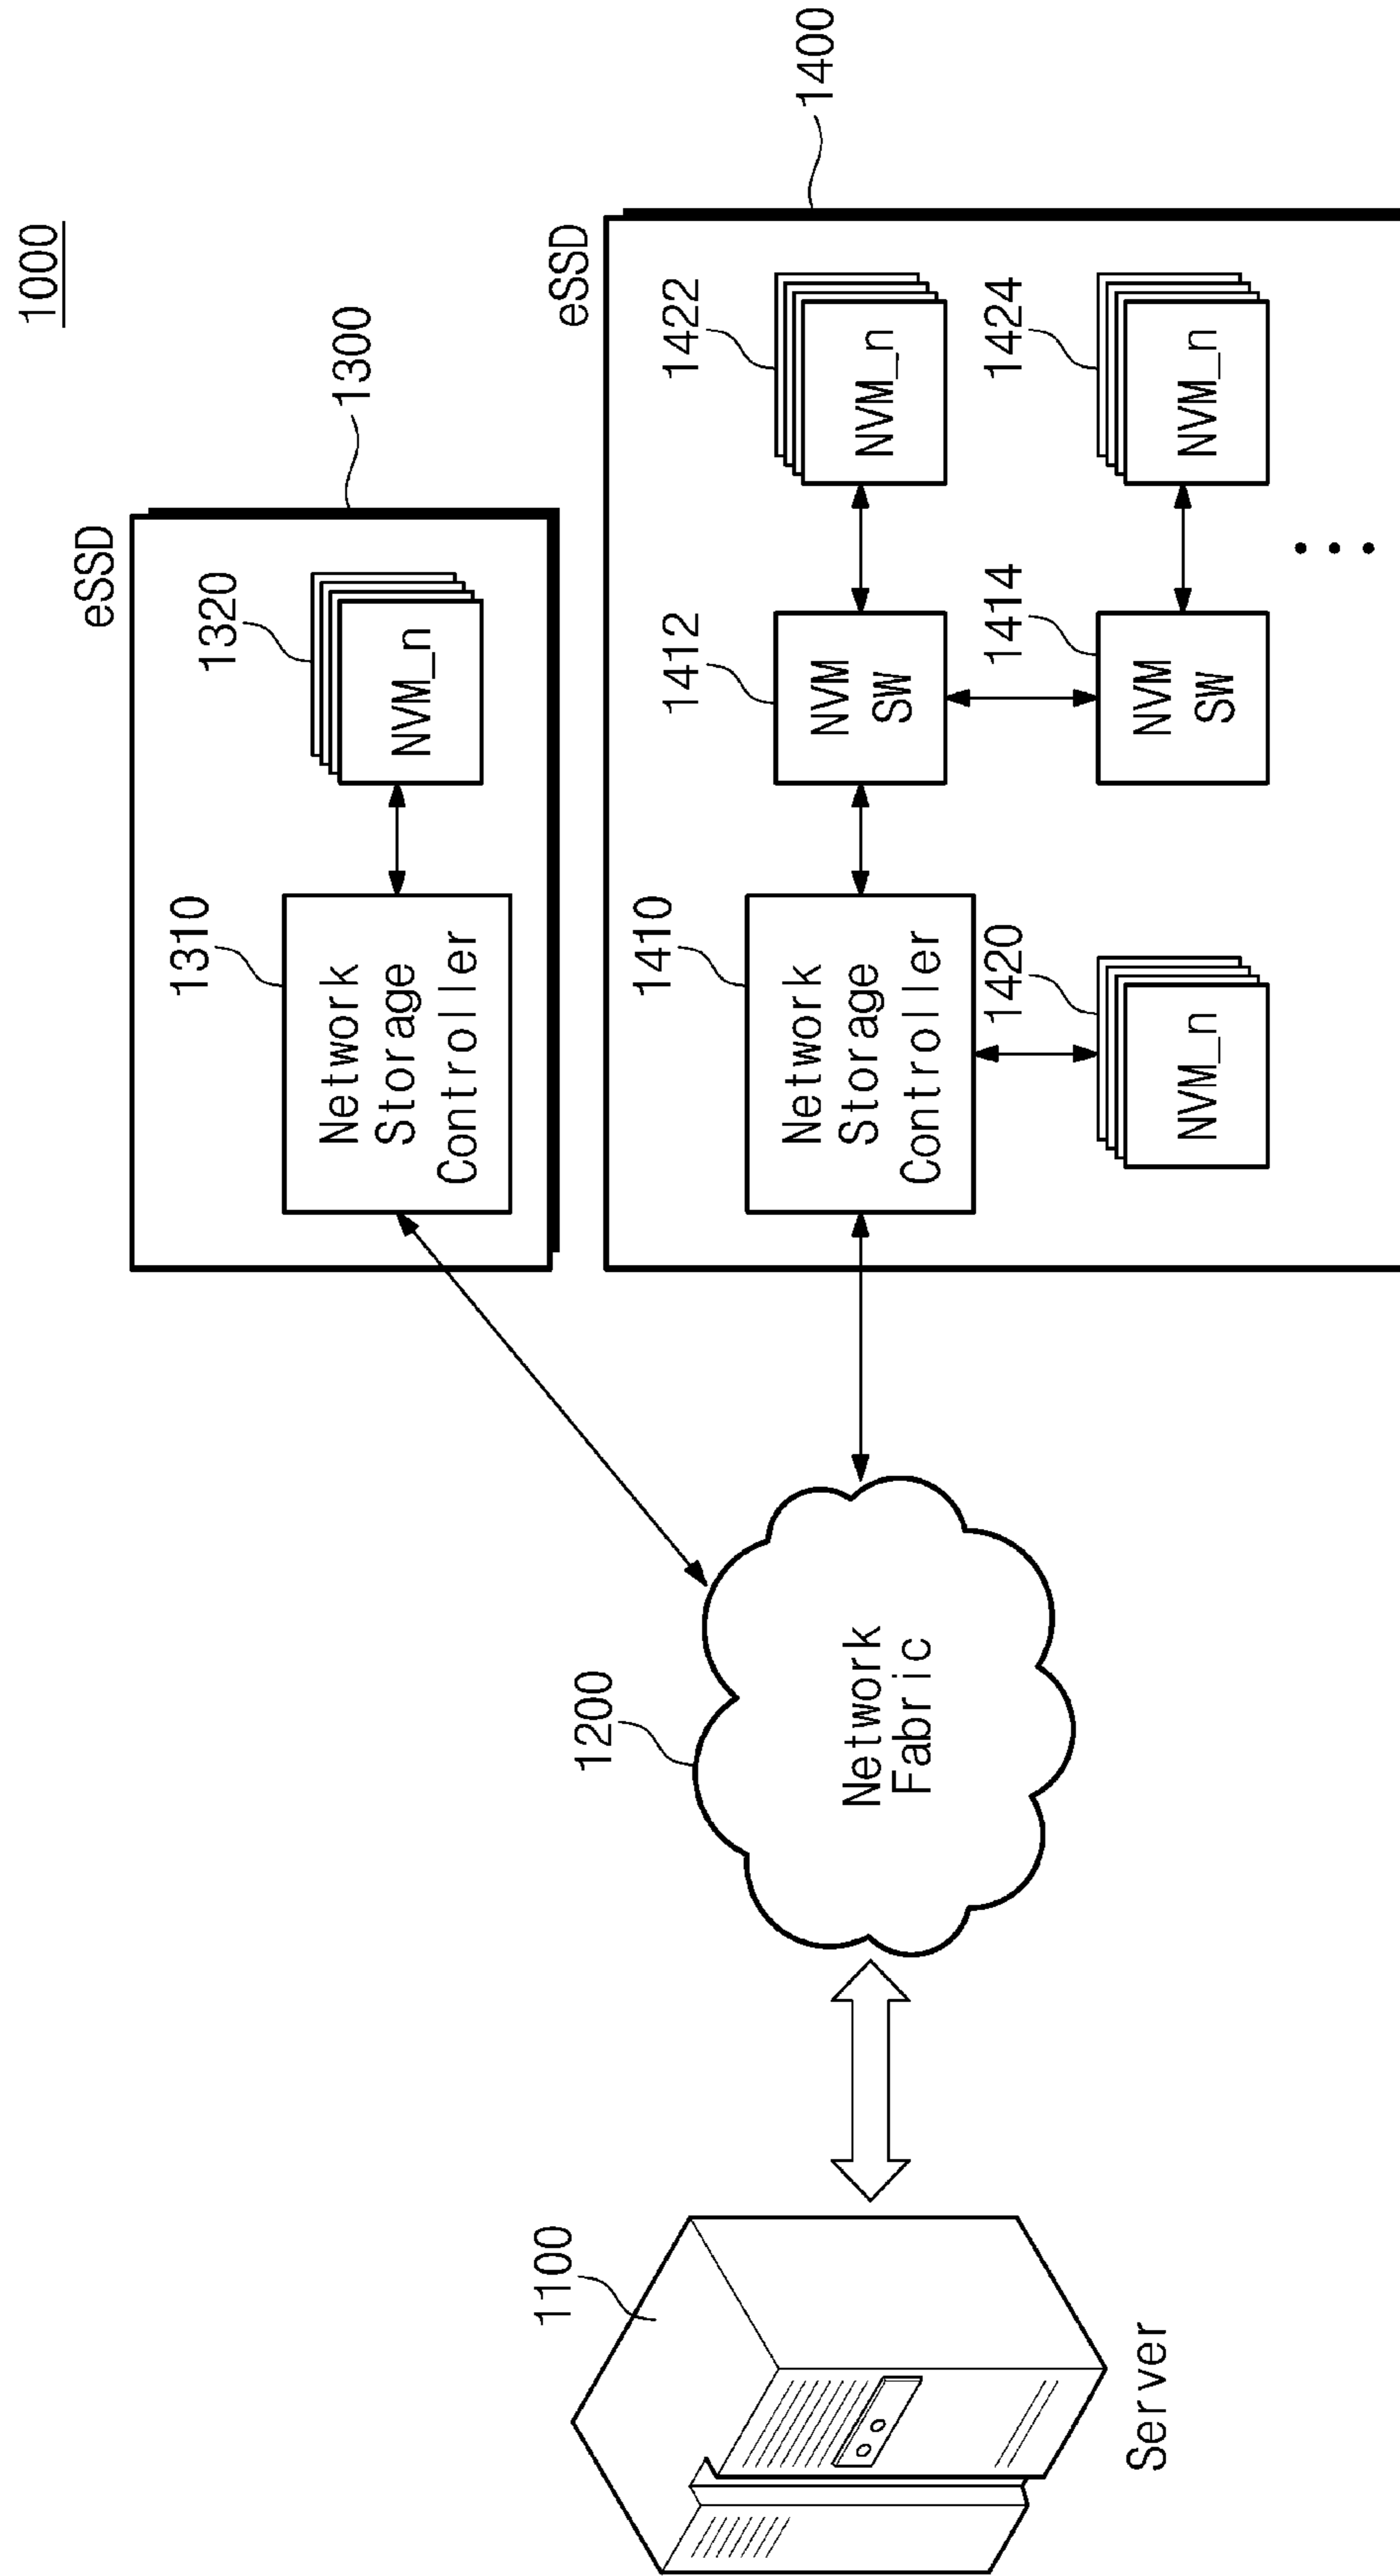 1000
eSSD
1300
1310
1320
Network
Storage
Controller
NVM_n
eSSD
1400
1410
1412
1422
Network
Storage
Controller
NVM
SW
NVM_n
1420
1414
1424
NVM_n
NVM
SW
NVM_n
1200
Network
Fabric
1100
Server